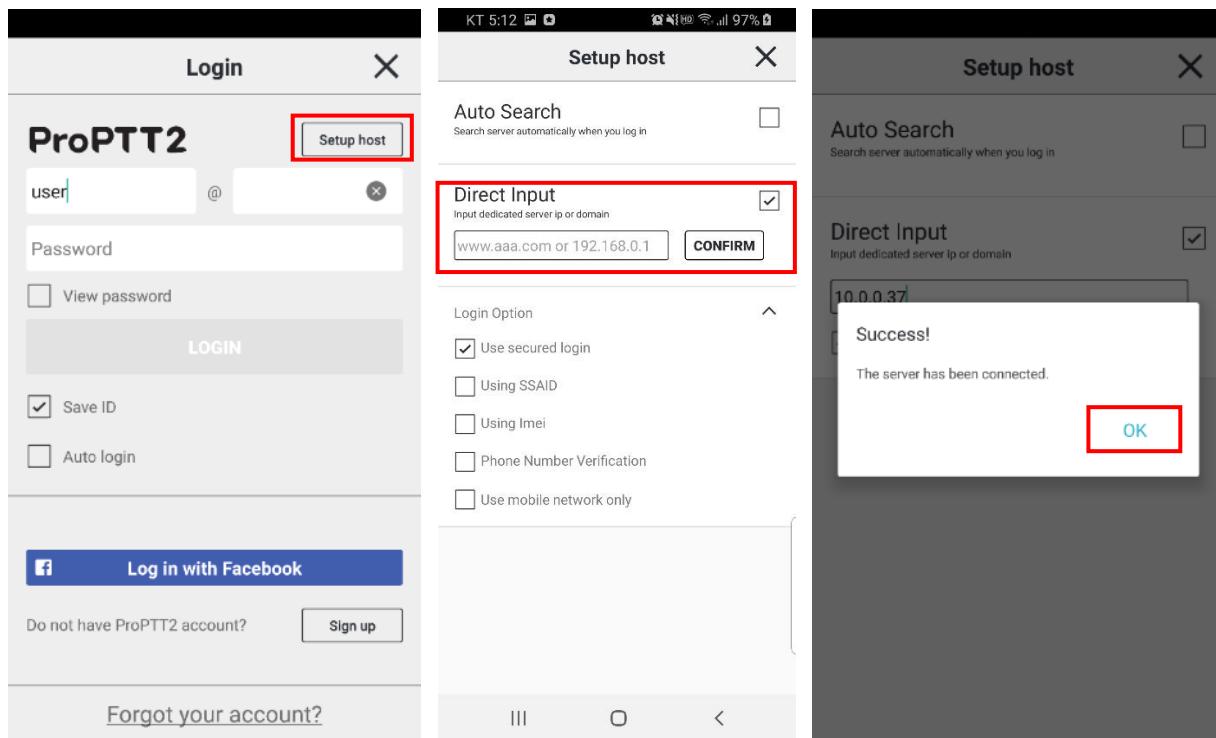 Login
ProPTT2
Setup host
user
@
Password
View password
LOGIN
Save ID
Auto login
Log in with Facebook
Do not have ProPTT2 account?
Sign up
Forgot your account?
KT 5:12
HD
97%
Setup host
Auto Search
Search server automatically when you log in
Direct Input
Input dedicated server ip or domain
www.aaa.com or 192.168.0.1
CONFIRM
Login Option
Use secured login
Using SSAID
Using Imei
Phone Number Verification
Use mobile network only
Setup host
Auto Search
Search server automatically when you log in
Direct Input
Input dedicated server ip or domain
10.0.0.37
Success!
The server has been connected.
OK